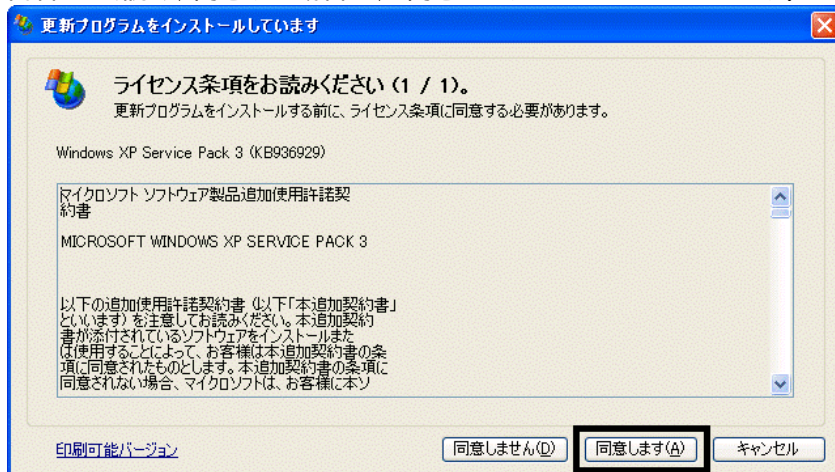 更新プログラムをインストールしています
ライセンス条項をお読みください (1 / 1)。
更新プログラムをインストールする前に、ライセンス条項に同意する必要があります。
Windows XP Service Pack 3 (KB936929)
マイクロソフト ソフトウェア製品追加使用許諾契
約書
MICROSOFT WINDOWS XP SERVICE PACK 3
以下の追加使用許諾契約書 (以下「本追加契約書」
といいます) を注意してお読みください。本追加契約
書が添付されているソフトウェアをインストールまた
は使用することによって、お客様は本追加契約書の条
項に同意されたものとします。本追加契約書の条項に
同意されない場合、マイクロソフトは、お客様に本ソ
印刷可能バージョン
同意しません(D)
同意します(A)
キャンセル